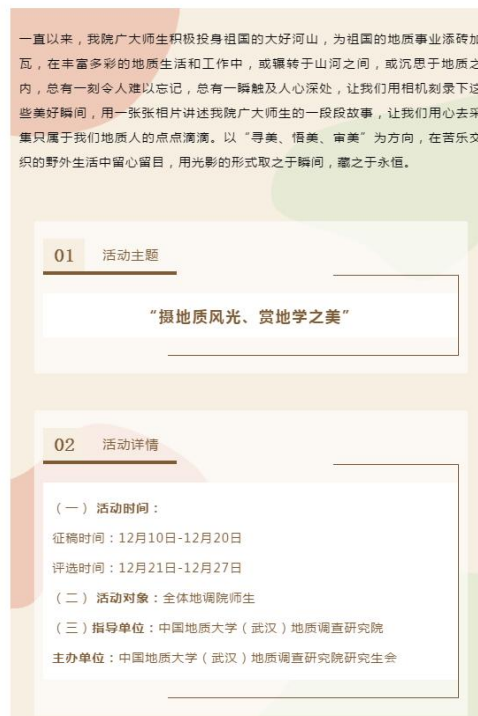 一直以来，我院广大师生积极投身祖国的大好河山，为祖国的地质事业添砖加
瓦，在丰富多彩的地质生活和工作中，或辗转于山河之间，或沉思于地质之
内，总有一刻令人难以忘记，总有一瞬触及人心深处，让我们用相机刻录下这
些美好瞬间，用一张张相片讲述我院广大师生的一段段故事，让我们用心去采
集只属于我们地质人的点点滴滴。以“寻美、悟美、审美”为方向，在苦乐交
织的野外生活中留心留目，用光影的形式取之于瞬间，藏之于永恒。
01 活动主题
“摄地质风光、赏地学之美”
02 活动详情
（一）活动时间：
征稿时间：12月10日-12月20日
评选时间：12月21日-12月27日
（二）活动对象：全体地调院师生
（三）指导单位：中国地质大学（武汉）地质调查研究院
主办单位：中国地质大学（武汉）地质调查研究院研究生会